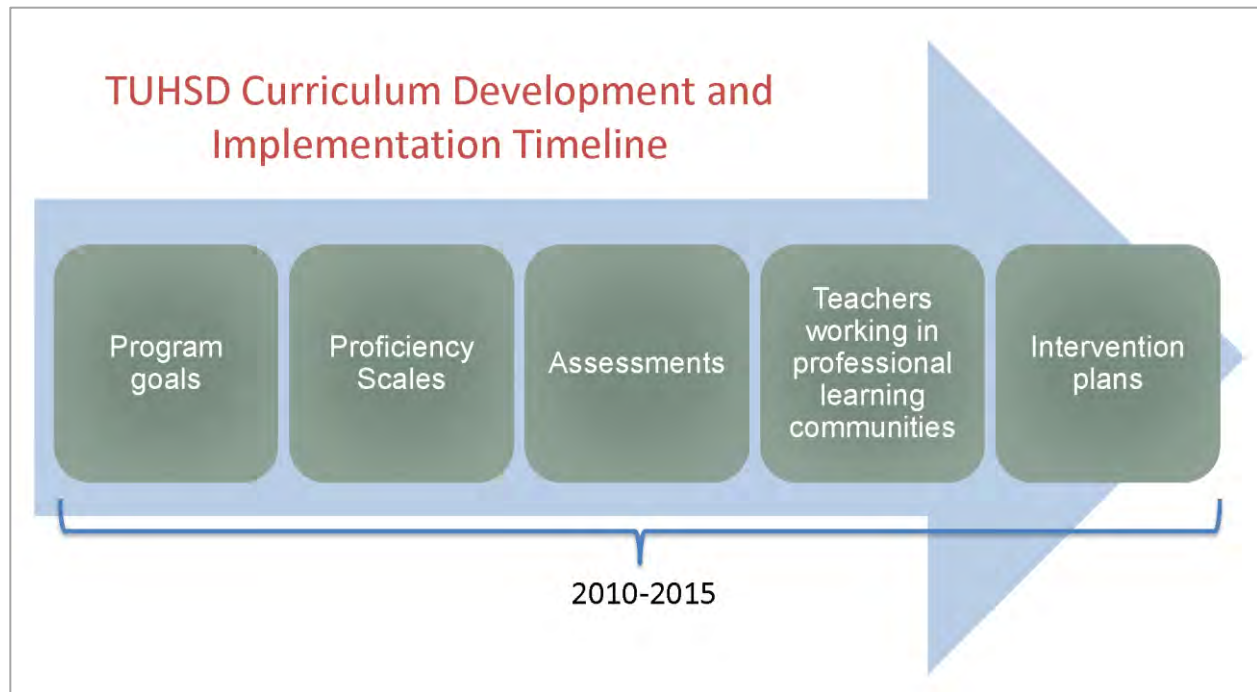 TUHSD Curriculum Development and
Implementation Timeline
Program
goals
Proficiency
Scales
Assessments
Teachers
working in
professional
learning
communities
Intervention
plans
2010-2015